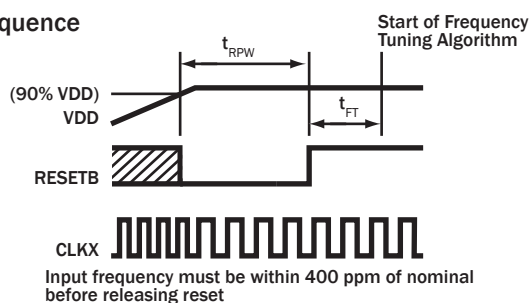 quence
Start of Frequency
Tuning Algorithm
tRPW
(90% VDD)
VDD
tFT
RESETB
CLKX
Input frequency must be within 400 ppm of nominal
before releasing reset